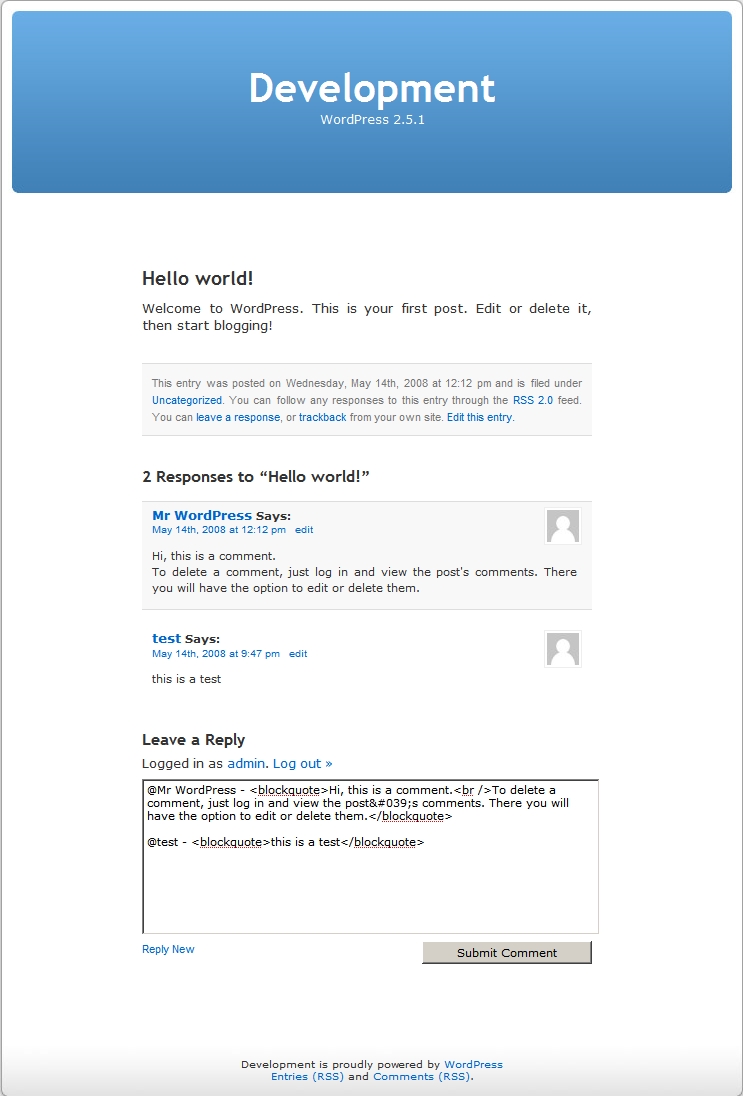 Development
WordPress 2.5.1
Hello world!
Welcome to WordPress. This is your first post. Edit or delete it,
then start blogging!
This entry was posted on Wednesday, May 14th, 2008 at 12:12 pm and is filed under
Uncategorized. You can follow any responses to this entry through the RSS 2.0 feed.
You can leave a response, or trackback from your own site. Edit this entry.
2 Responses to “Hello world!”
Mr WordPress Says:
May 14th, 2008 at 12:12 pm edit
Hi, this is a comment.
To delete a comment, just log in and view the post's comments. There
you will have the option to edit or delete them.
test Says:
May 14th, 2008 at 9:47 pm edit
this is a test
Leave a Reply
Logged in as admin. Log out »
@Mr WordPress - <blockquote>Hi, this is a comment.<br />To delete a
comment, just log in and view the post&#039;s comments. There you will
have the option to edit or delete them.</blockquote>
@test - <blockquote>this is a test</blockquote>
Reply New
Submit Comment
Development is proudly powered by WordPress
Entries (RSS) and Comments (RSS).